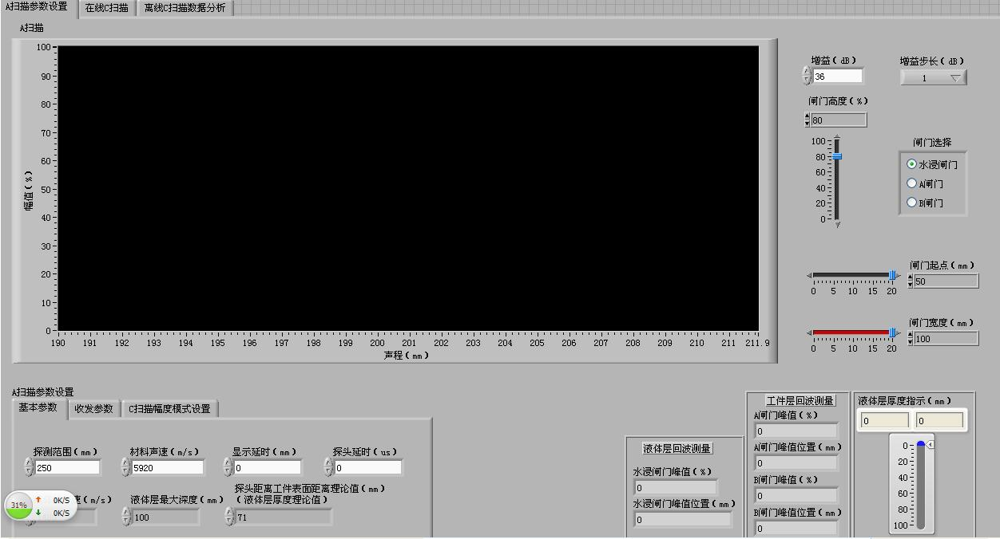 A扫描参数设置 在线C扫描 离线C扫描数据分析
A扫描
100
90
80
70
60
50
40
30
20
10
0
幅值(%)
190 191 192 193 194 195 196 197 198 199 200 201 202 203 204 205 206 207 208 209 210 211 211.9
声程(mm)
增益(dB) 增益步长(dB)
36 1
闸门高度(%)
80
100
80
60
40
20
0
闸门选择
水浸闸门
A闸门
B闸门
闸门起点(mm)
50
0 5 10 15 20
闸门宽度(mm)
100
0 5 10 15 20
A扫描参数设置
基本参数 收发参数 C扫描幅度模式设置
探测范围(mm) 材料声速(m/s) 显示延时(mm) 探头延时(us)
250 5920 0 0
速(m/s) 液体层最大深度(mm) 探头距离工件表面距离理论值(mm)
(液体层厚度理论值)
100 71
31% 0K/S
0K/S
液体层回波测量
水浸闸门峰值(%)
0
水浸闸门峰值位置(mm)
0
工件层回波测量
A闸门峰值(%)
0
A闸门峰值位置(mm)
0
B闸门峰值(%)
0
B闸门峰值位置(mm)
0
液体层厚度指示(mm)
0 0
0
20
40
60
80
100